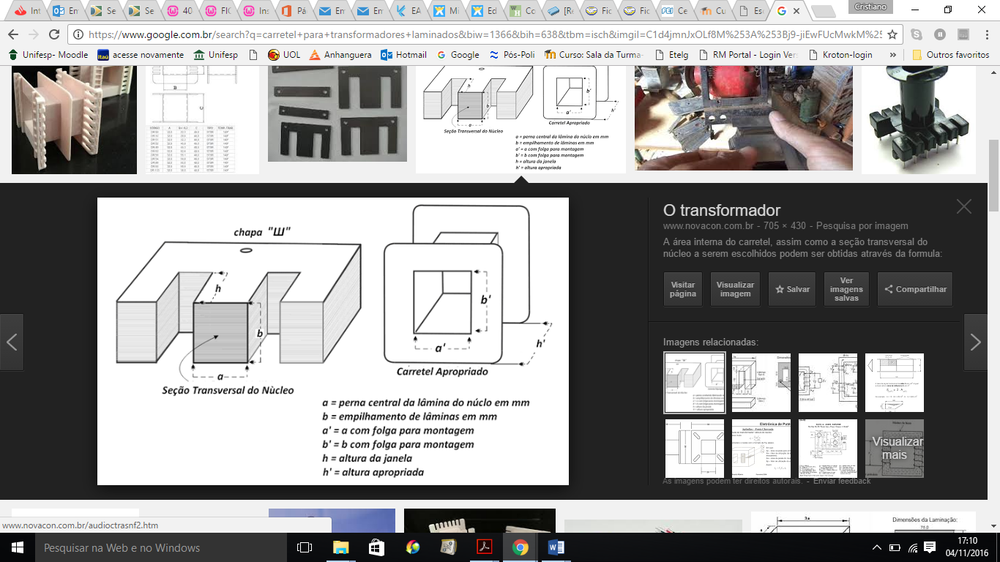 Int
Em
Se
Se
40
FIC
Ins
Pá
Em
Em
EA
Mi
Ed
Co
[Re
Fic
Fic
Ce
Cu
Esc
Cristiano
https://www.google.com.br/search?q=carretel+para+transformadores+laminados&biw=1366&bih=638&tbm=isch&imgil=C1d4jmnJxOLf8M%253A%253Bj9-jiEwFUcMwkM%25
Unifesp- Moodle
acesse novamente
Unifesp
UOL
Anhanguera
Hotmail
Google
Pós-Poli
Curso: Sala da Turma-
Etelg
RM Portal - Login Vers
Kroton-login
»
Outros favoritos
B
C
h
a
b
b'
a'
h'
Seção Transversal do Núcleo
Carretel Apropriado
a = perna central da lâmina do núclo em mm
b = empilhamento de lâminas em mm
a' = a com folga para montagem
b' = b com folga para montagem
h = altura da janela
h' = altura apropriada
chapa "Ш"
h
b
a
b'
a'
h'
Seção Transversal do Nùcleo
Carretel Apropriado
a = perna central da lâmina do núclo em mm
b = empilhamento de lâminas em mm
a' = a com folga para montagem
b' = b com folga para montagem
h = altura da janela
h' = altura apropriada
O transformador
www.novacon.com.br - 705 × 430 - Pesquisa por imagem
A área interna do carretel, assim como a seção transversal do
núcleo a serem escolhidos podem ser obtidas através da formula:
Visitar
página
Visualizar
imagem
Salvar
Ver
imagens
salvas
Compartilhar
Imagens relacionadas:
Eletrônica de Potê
Visualizar
mais
As imagens podem ter direitos autorais. - Enviar feedback
3a
Dimensões da Laminação:
www.novacon.com.br/audioctrasnf2.htm
Pesquisar na Web e no Windows
17:10
04/11/2016